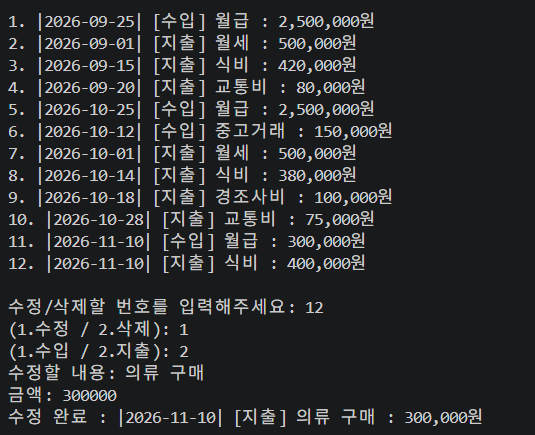 1. |2026-09-25| [수입] 월급 : 2,500,000원
2. |2026-09-01| [지출] 월세 : 500,000원
3. |2026-09-15| [지출] 식비 : 420,000원
4. |2026-09-20| [지출] 교통비 : 80,000원
5. |2026-10-25| [수입] 월급 : 2,500,000원
6. |2026-10-12| [수입] 중고거래 : 150,000원
7. |2026-10-01| [지출] 월세 : 500,000원
8. |2026-10-14| [지출] 식비 : 380,000원
9. |2026-10-18| [지출] 경조사비 : 100,000원
10. |2026-10-28| [지출] 교통비 : 75,000원
11. |2026-11-10| [수입] 월급 : 300,000원
12. |2026-11-10| [지출] 식비 : 400,000원
수정/삭제할 번호를 입력해주세요: 12
(1.수정 / 2.삭제): 1
(1.수입 / 2.지출): 2
수정할 내용: 의류 구매
금액: 300000
수정 완료 : |2026-11-10| [지출] 의류 구매 : 300,000원